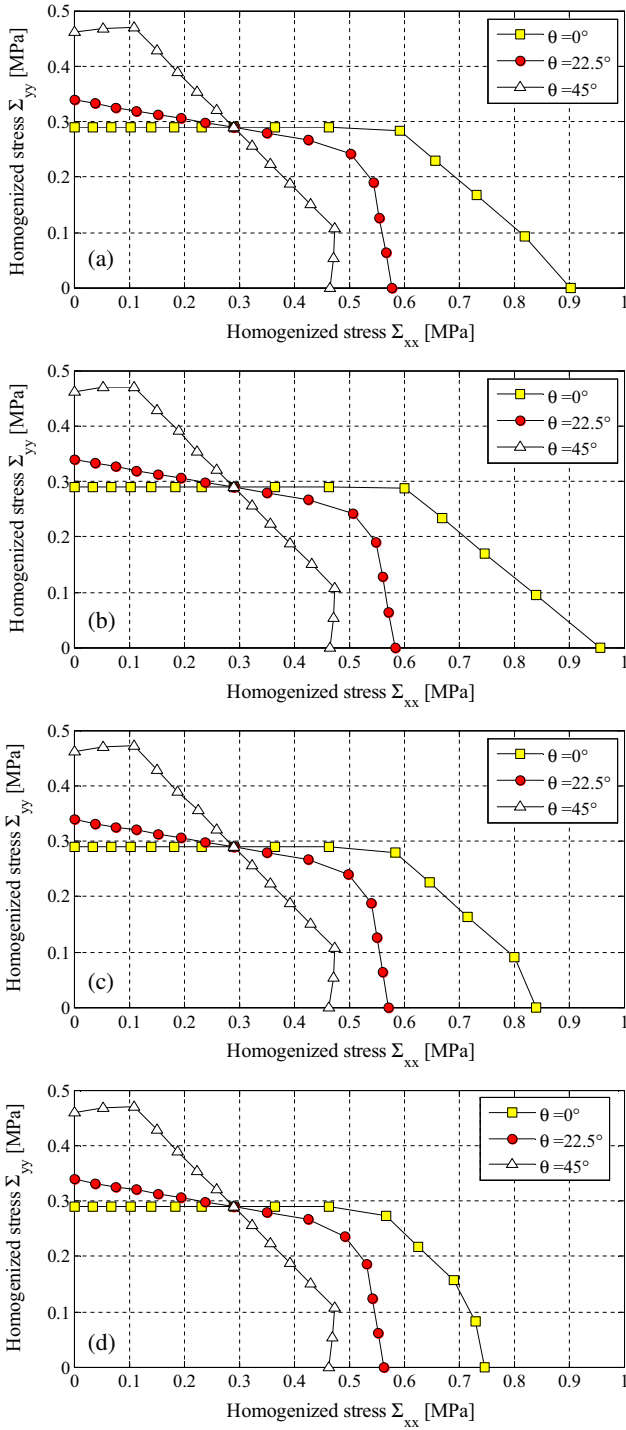 0.5
0.4
0.3
0.2
0.1
0
Homogenized stress Σyy [MPa]
θ =0°
θ =22.5°
θ =45°
(a)
0 0.1 0.2 0.3 0.4 0.5 0.6 0.7 0.8 0.9 1
Homogenized stress Σxx [MPa]
0.5
0.4
0.3
0.2
0.1
0
Homogenized stress Σyy [MPa]
θ =0°
θ =22.5°
θ =45°
(b)
0 0.1 0.2 0.3 0.4 0.5 0.6 0.7 0.8 0.9 1
Homogenized stress Σxx [MPa]
0.5
0.4
0.3
0.2
0.1
0
Homogenized stress Σyy [MPa]
θ =0°
θ =22.5°
θ =45°
(c)
0 0.1 0.2 0.3 0.4 0.5 0.6 0.7 0.8 0.9 1
Homogenized stress Σxx [MPa]
0.5
0.4
0.3
0.2
0.1
0
Homogenized stress Σyy [MPa]
θ =0°
θ =22.5°
θ =45°
(d)
0 0.1 0.2 0.3 0.4 0.5 0.6 0.7 0.8 0.9 1
Homogenized stress Σxx [MPa]